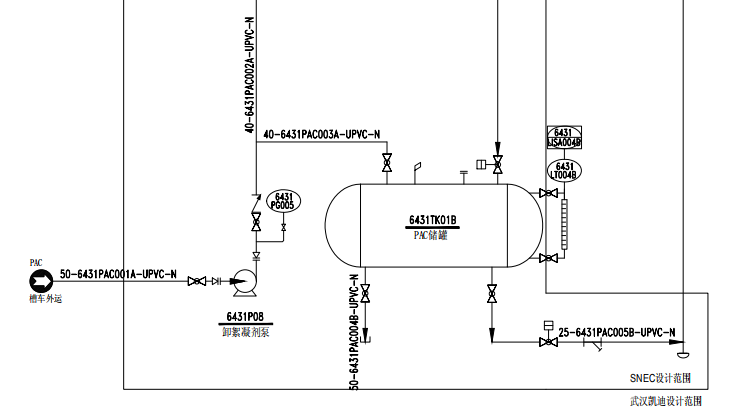 40-6431PAC002A-UPVC-N
40-6431PAC003A-UPVC-N
6431
LISA004B
6431
LT004B
6431
PG005
6431TK01B
PAC储罐
PAC
50-6431PAC001A-UPVC-N
槽车外运
6431P08
卸絮凝剂泵
50-6431PAC004B-UPVC-N
25-6431PAC005B-UPVC-N
SNEC设计范围
武汉凯迪设计范围